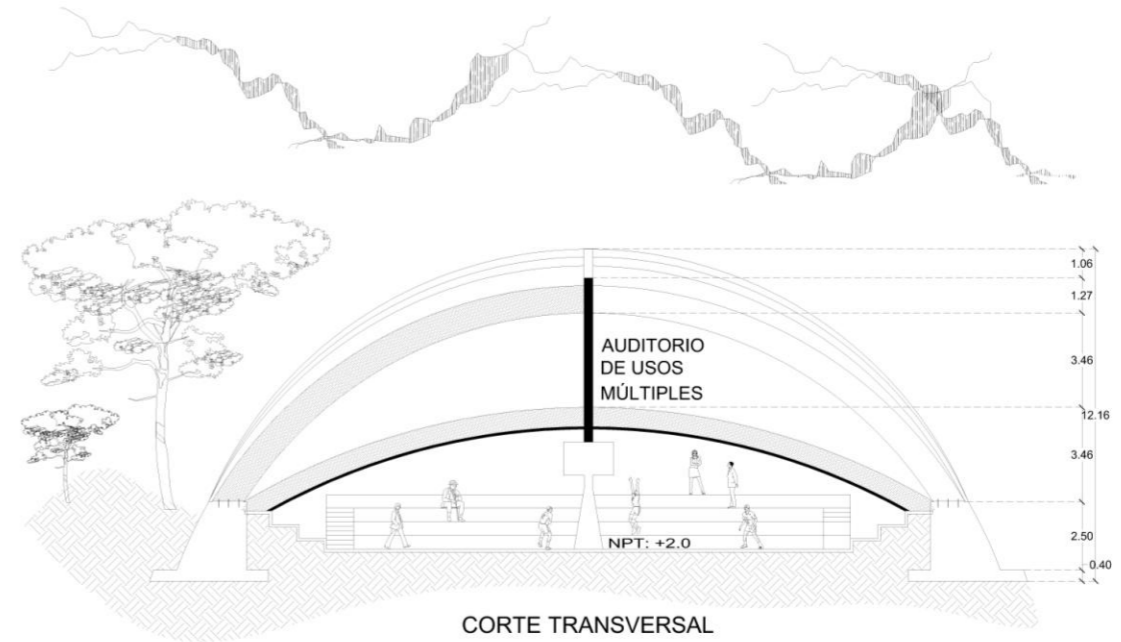 1.06
1.27
AUDITORIO
DE USOS
MÚLTIPLES
3.46
12.16
3.46
2.50
NPT: +2.0
0.40
CORTE TRANSVERSAL